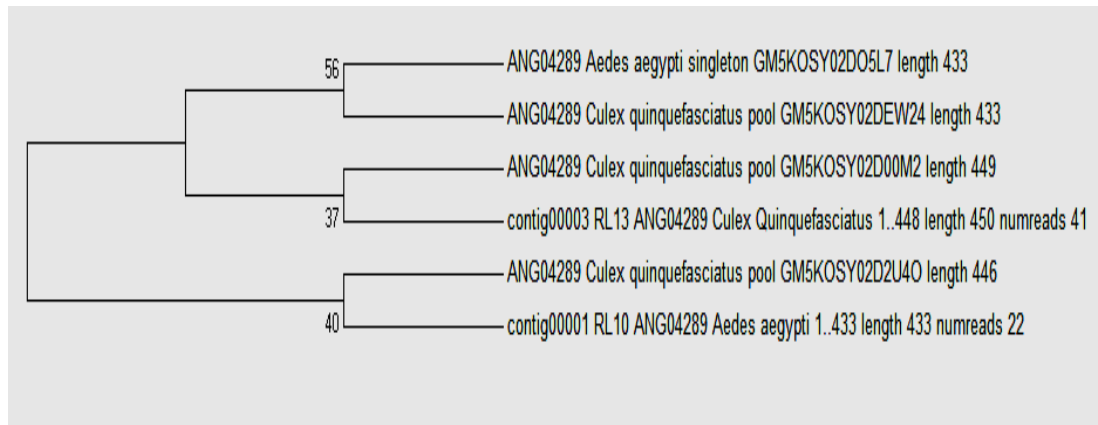 56
ANG04289 Aedes aegypti singleton GM5KOSY02DO5L7 length 433
ANG04289 Culex quinquefasciatus pool GM5KOSY02DEW24 length 433
ANG04289 Culex quinquefasciatus pool GM5KOSY02D00M2 length 449
37
contig00003 RL13 ANG04289 Culex Quinquefasciatus 1..448 length 450 numreads 41
ANG04289 Culex quinquefasciatus pool GM5KOSY02D2U4O length 446
40
contig00001 RL10 ANG04289 Aedes aegypti 1..433 length 433 numreads 22